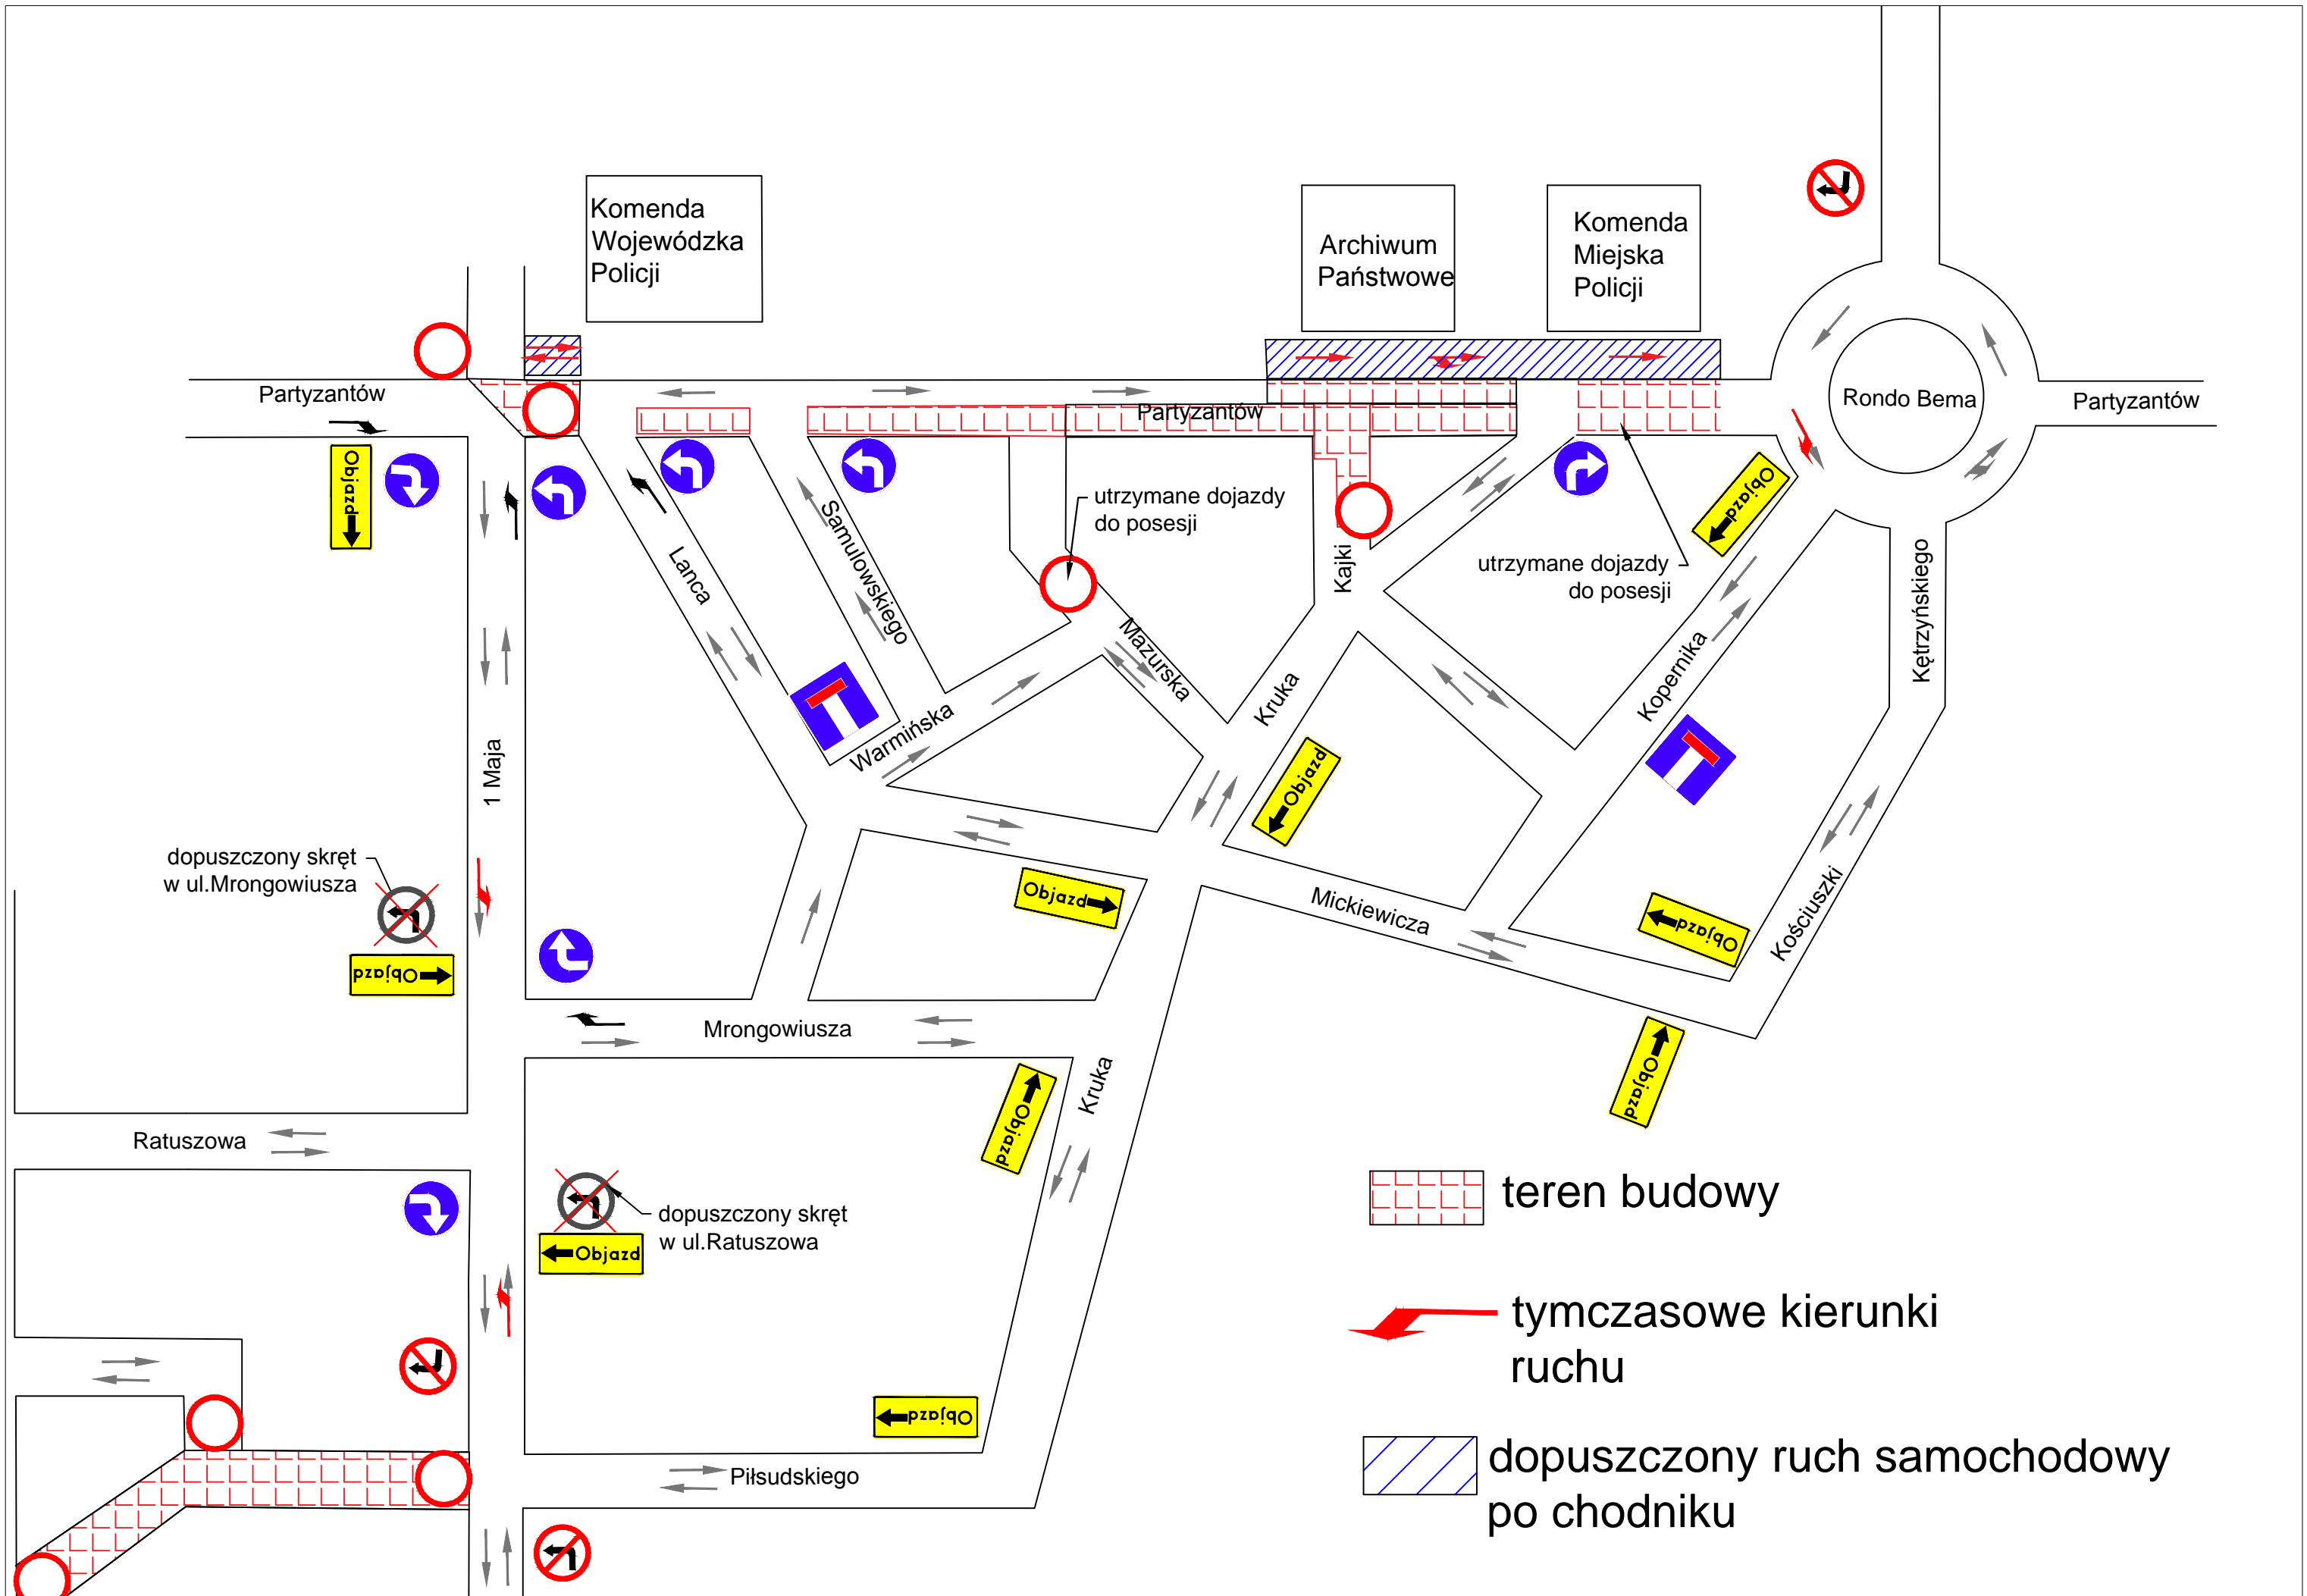 Komenda
Wojewódzka
Policji
Archiwum
Państwowe
Komenda
Miejska
Policji
Partyzantów
Partyzantów
Rondo Bema
Partyzantów
Objazd
Objazd
utrzymane dojazdy
do posesji
Samulowskiego
Lanca
Kajki
utrzymane dojazdy
do posesji
Kętrzyńskiego
Mazurska
Kopernika
Kruka
Warmińska
1 Maja
Objazd
dopuszczony skręt
w ul.Mrongowiusza
Objazd
Objazd
Mickiewicza
Objazd
Kościuszki
Mrongowiusza
Objazd
Kruka
Objazd
Ratuszowa
teren budowy
dopuszczony skręt
w ul.Ratuszowa
Objazd
tymczasowe kierunki
ruchu
Objazd
Piłsudskiego
dopuszczony ruch samochodowy
po chodniku